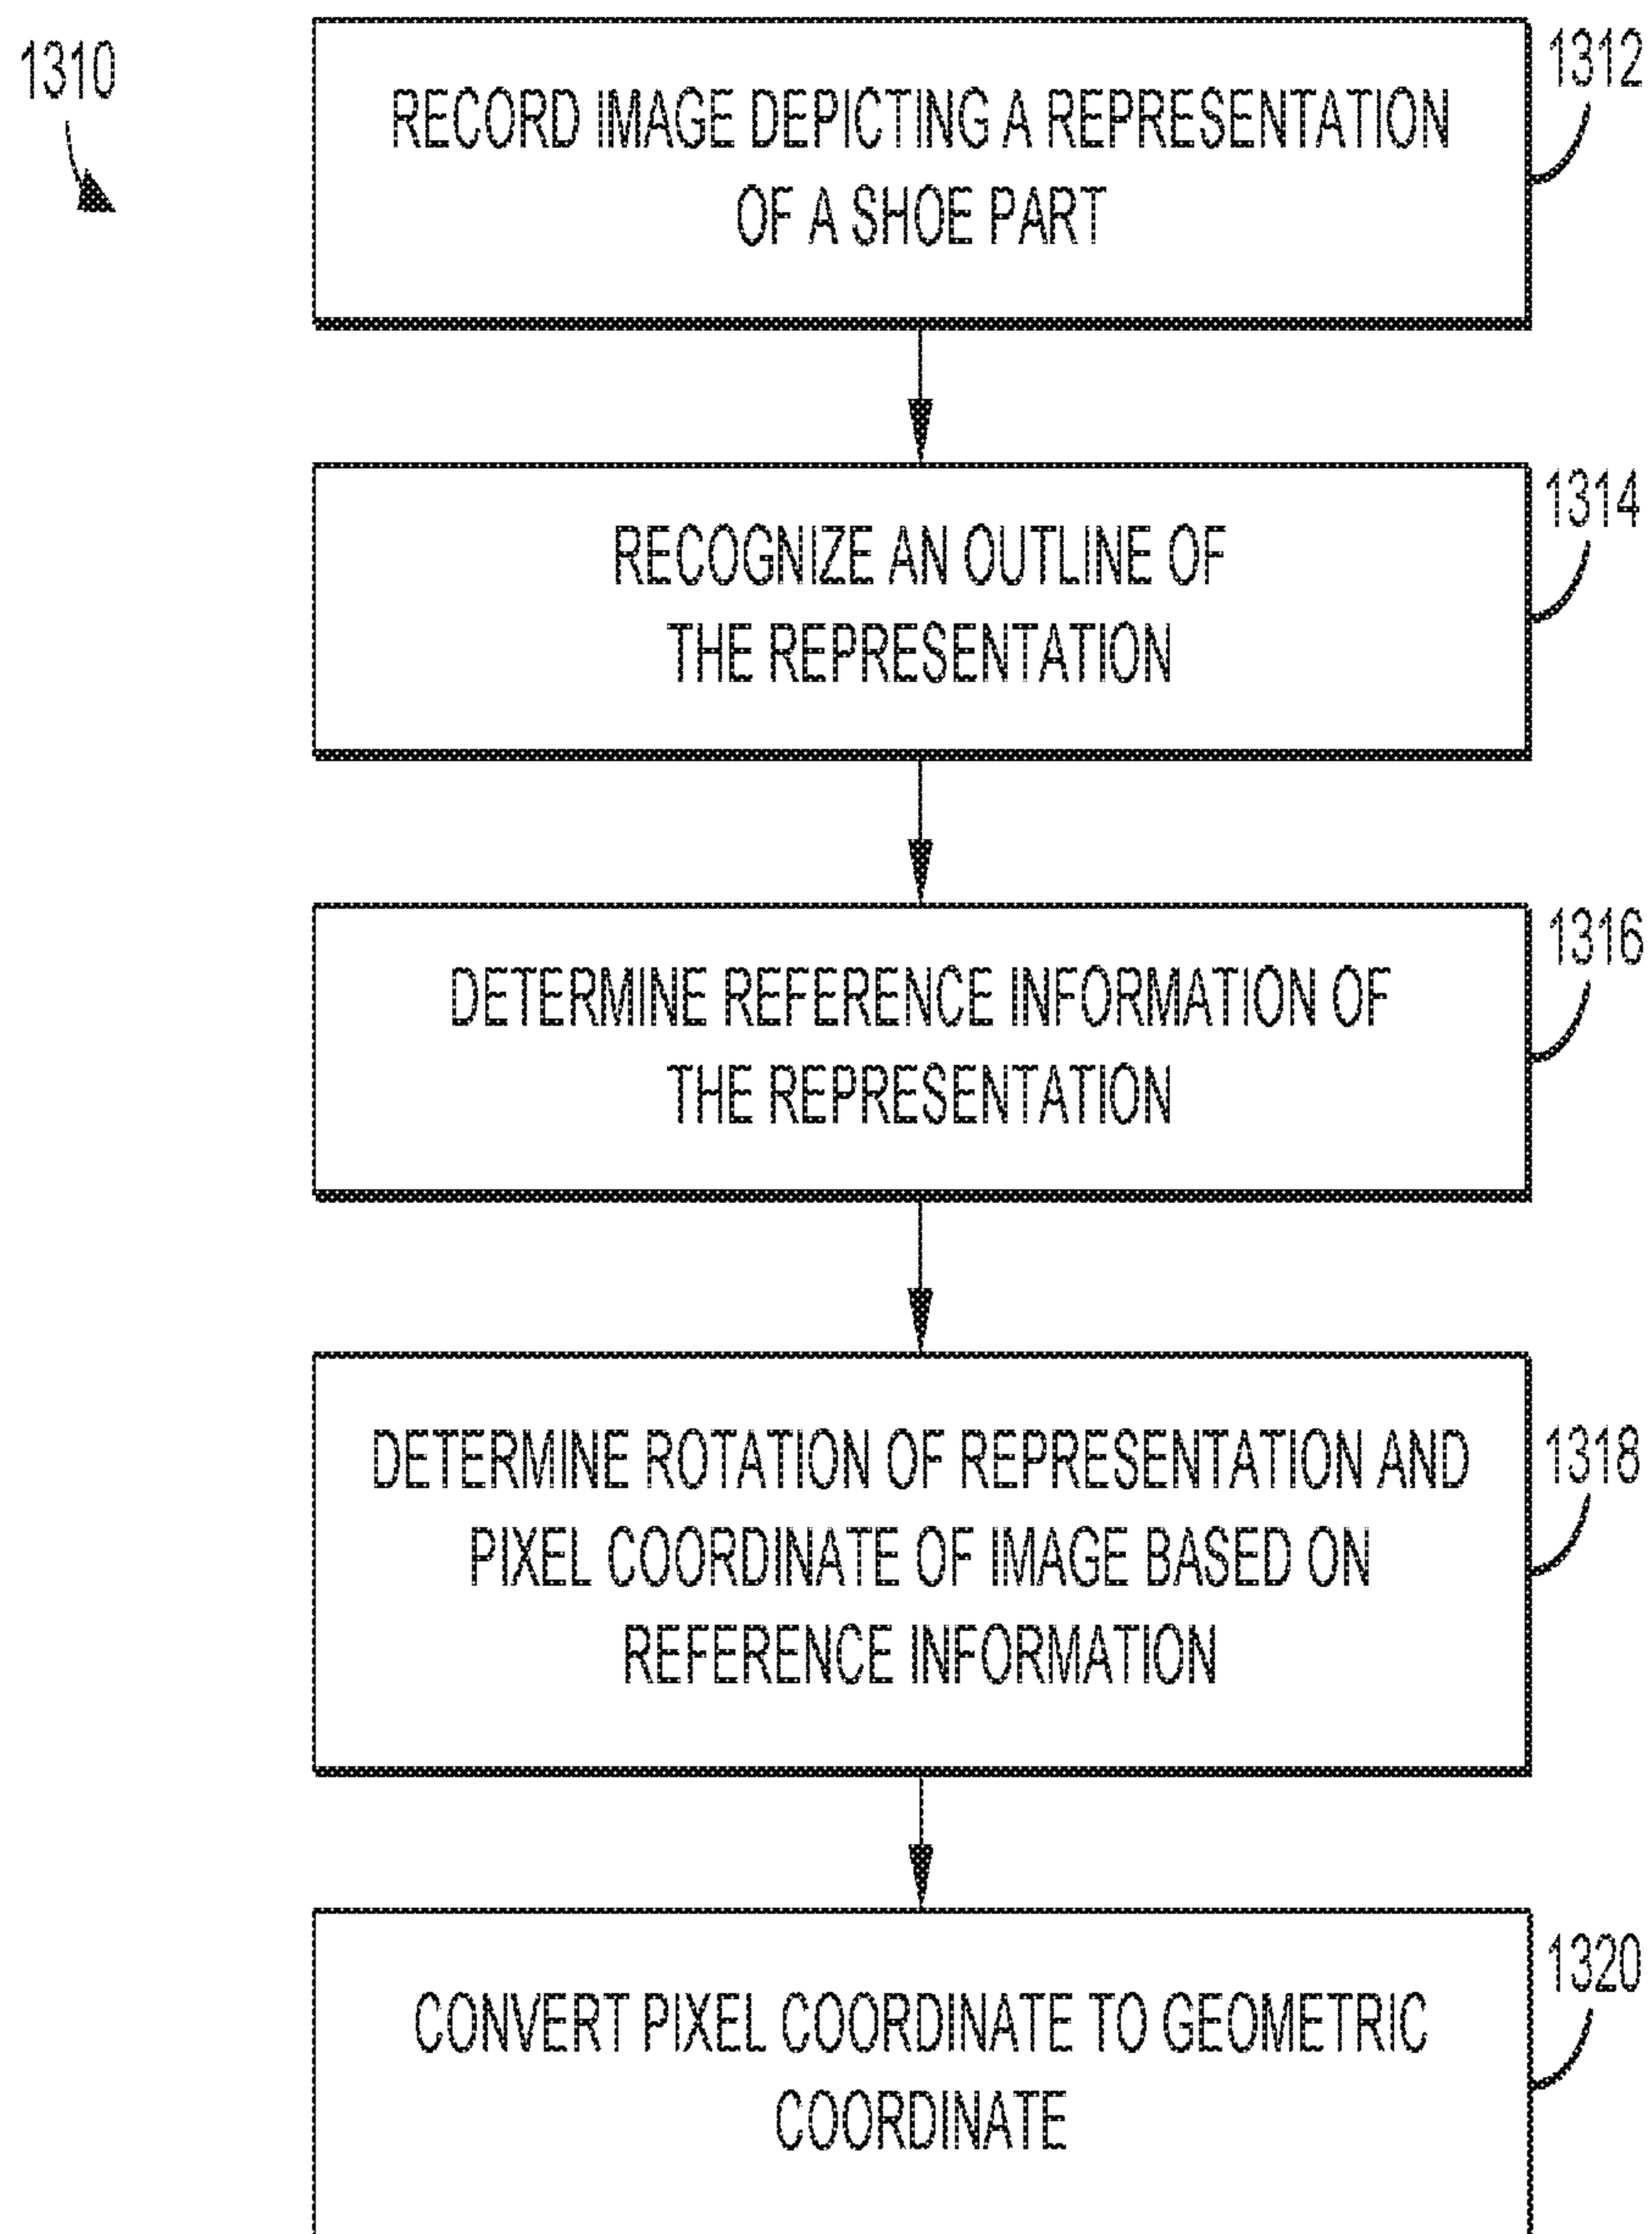 1310
1312
RECORD IMAGE DEPICTING A REPRESENTATION
OF A SHOE PART
1314
RECOGNIZE AN OUTLINE OF
THE REPRESENTATION
1316
DETERMINE REFERENCE INFORMATION OF
THE REPRESENTATION
1318
DETERMINE ROTATION OF REPRESENTATION AND
PIXEL COORDINATE OF IMAGE BASED ON
REFERENCE INFORMATION
1320
CONVERT PIXEL COORDINATE TO GEOMETRIC
COORDINATE